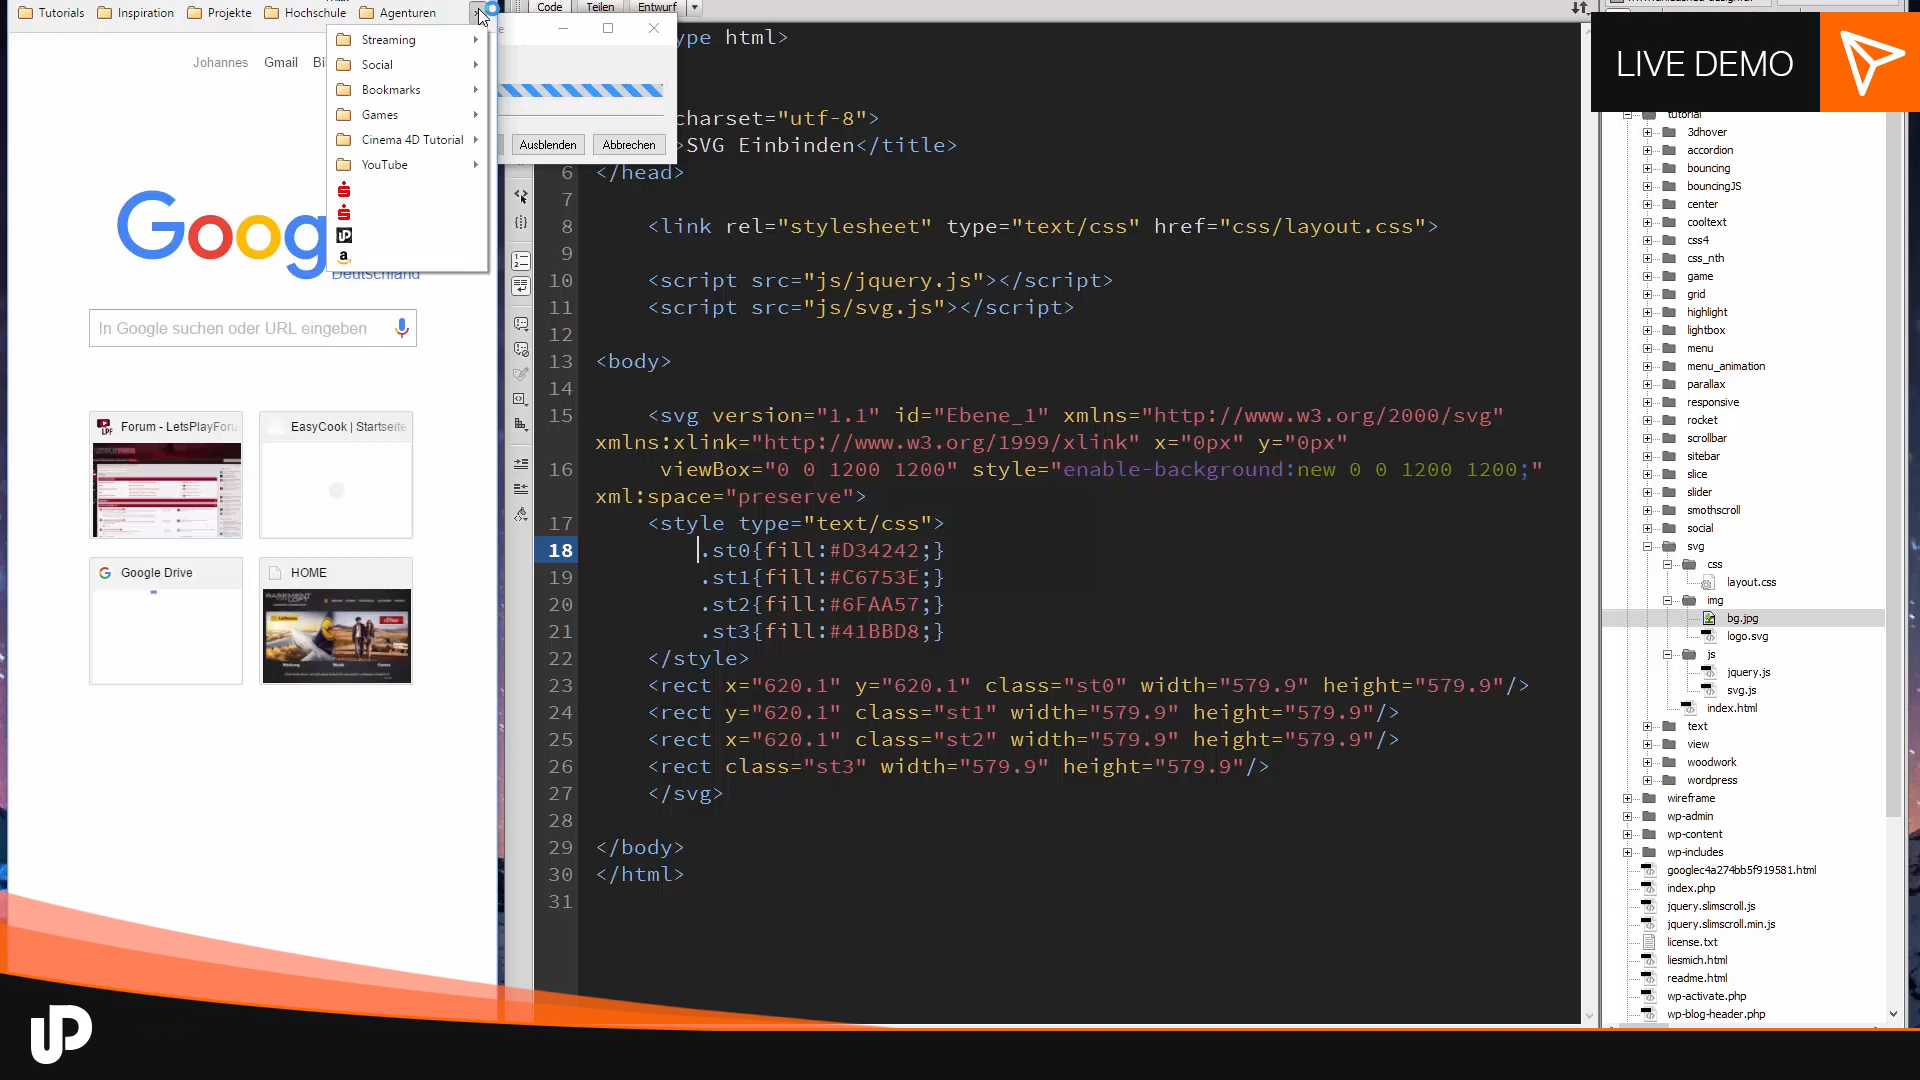 Tutorials
Inspiration
Projekte
Hochschule
Agenturen
Johannes
Gmail
Streaming
Social
Bookmarks
Games
Cinema 4D Tutorial
YouTube
Goog
Deutschland
In Google suchen oder URL eingeben
Forum - LetsPlayForu
EasyCook | Startseite
Google Drive
HOME
Ausblenden
Abbrechen
Code
Teilen
Entwurf
ype html>
charset="utf-8">
>SVG Einbinden</title>
6 </head>
7
8 <link rel="stylesheet" type="text/css" href="css/layout.css">
9
10 <script src="js/jquery.js"></script>
11 <script src="js/svg.js"></script>
12
13 <body>
14
15 <svg version="1.1" id="Ebene_1" xmlns="http://www.w3.org/2000/svg"
xmlns:xlink="http://www.w3.org/1999/xlink" x="0px" y="0px"
16 viewBox="0 0 1200 1200" style="enable-background:new 0 0 1200 1200;"
xml:space="preserve">
17 <style type="text/css">
18 .st0{fill:#D34242;}
19 .st1{fill:#C6753E;}
20 .st2{fill:#6FAA57;}
21 .st3{fill:#41BBD8;}
22 </style>
23 <rect x="620.1" y="620.1" class="st0" width="579.9" height="579.9"/>
24 <rect y="620.1" class="st1" width="579.9" height="579.9"/>
25 <rect x="620.1" class="st2" width="579.9" height="579.9"/>
26 <rect class="st3" width="579.9" height="579.9"/>
27 </svg>
28
29 </body>
30 </html>
31
LIVE DEMO
tutorial
3dhover
accordion
bouncing
bouncingJS
center
cooltext
css4
css_nth
game
grid
highlight
lightbox
menu
menu_animation
parallax
responsive
rocket
scrollbar
sitebar
slice
slider
smothscroll
social
svg
css
layout.css
img
bg.jpg
logo.svg
js
jquery.js
svg.js
index.html
text
view
woodwork
wordpress
wireframe
wp-admin
wp-content
wp-includes
googlec4a274bb5f919581.html
index.php
jquery.slimscroll.js
jquery.slimscroll.min.js
license.txt
liesmich.html
readme.html
wp-activate.php
wp-blog-header.php
UP